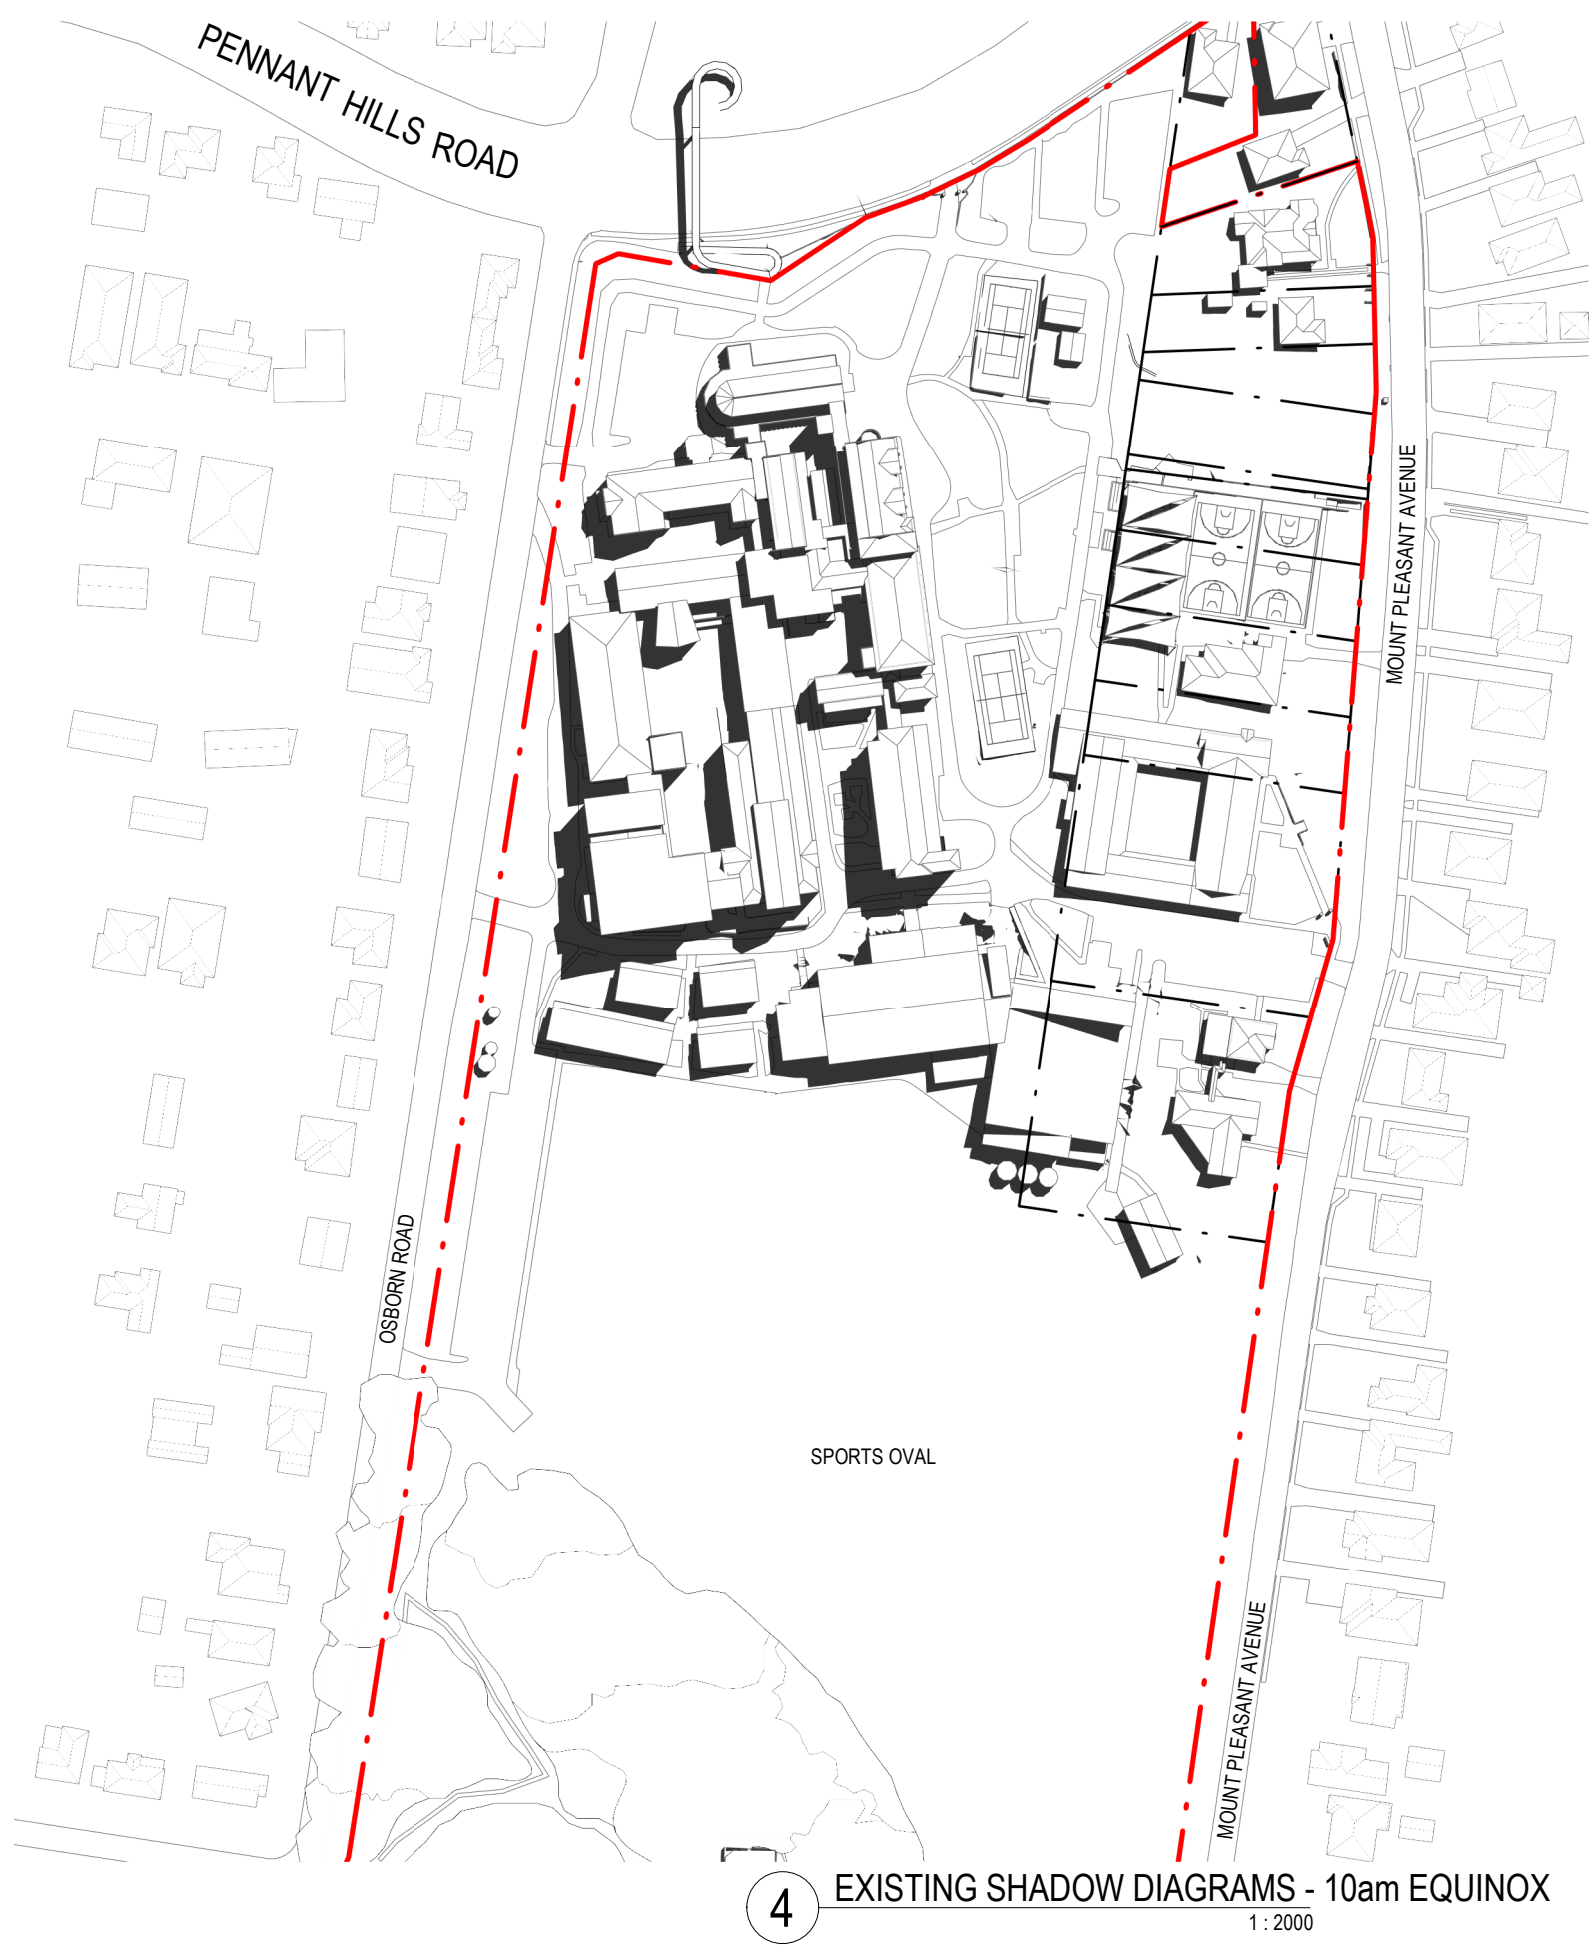 PENNANT HILLS ROAD
MOUNT PLEASANT AVENUE
OSBORN ROAD
SPORTS OVAL
MOUNT PLEASANT AVENUE
4
EXISTING SHADOW DIAGRAMS - 10am EQUINOX
1 : 2000